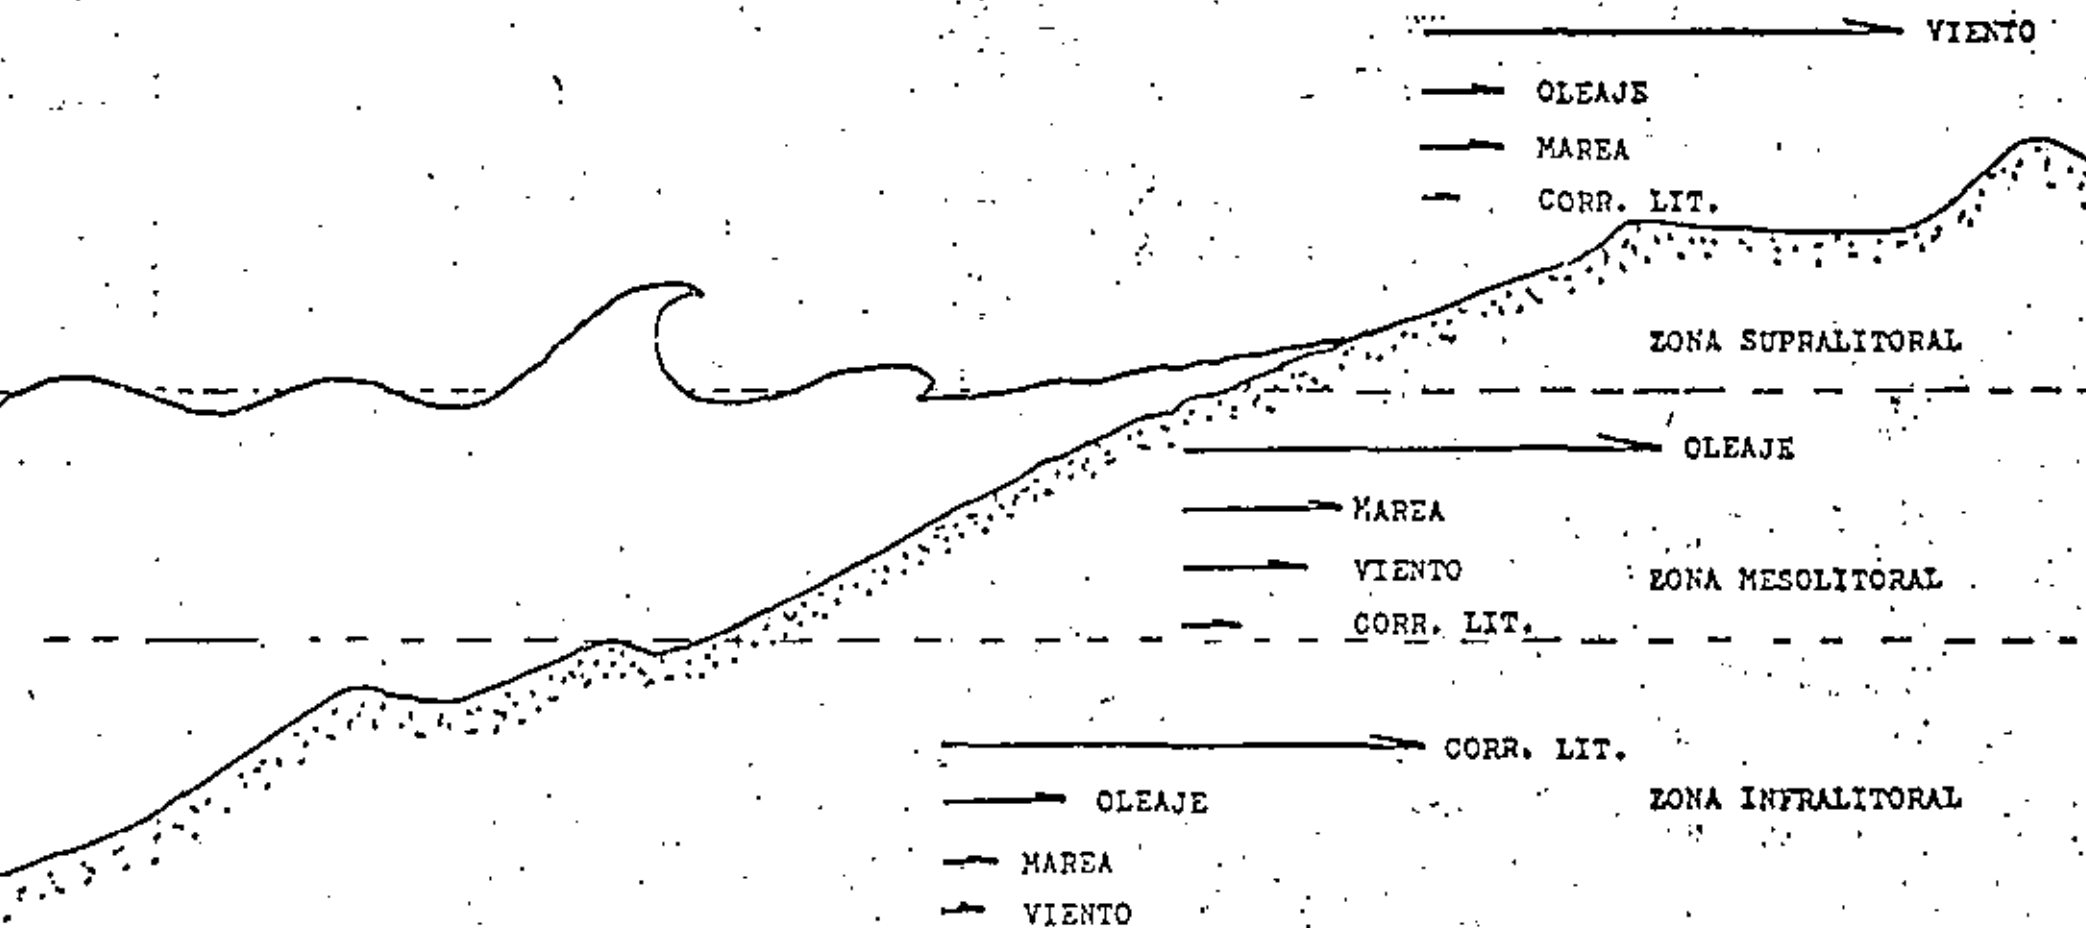 VIENTO
OLEAJE
MAREA
CORR. LIT.
ZONA SUPRALITORAL
OLEAJE
MAREA
VIENTO
ZONA MESOLITORAL
CORR. LIT.
CORR. LIT.
OLEAJE
ZONA INFRALITORAL
MAREA
VIENTO